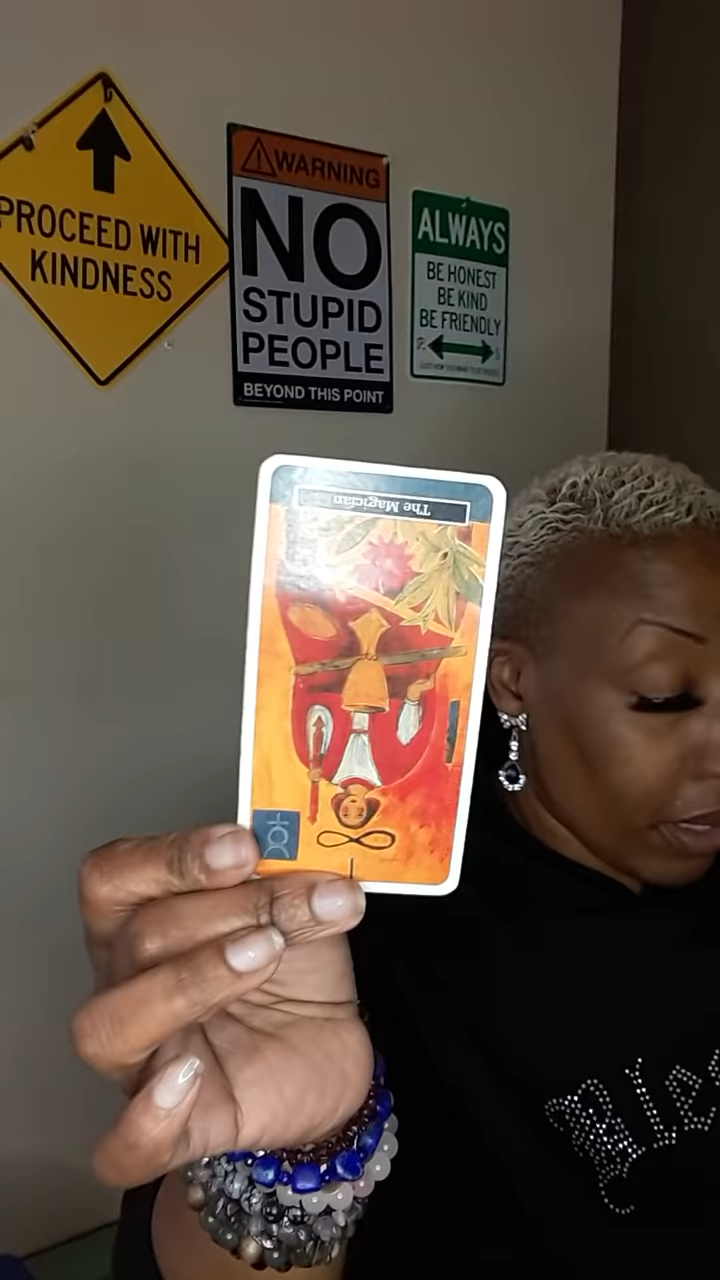 PROCEED WITH
KINDNESS
WARNING
NO
STUPID
PEOPLE
BEYOND THIS POINT
ALWAYS
BE HONEST
BE KIND
BE FRIENDLY
The Magician
I